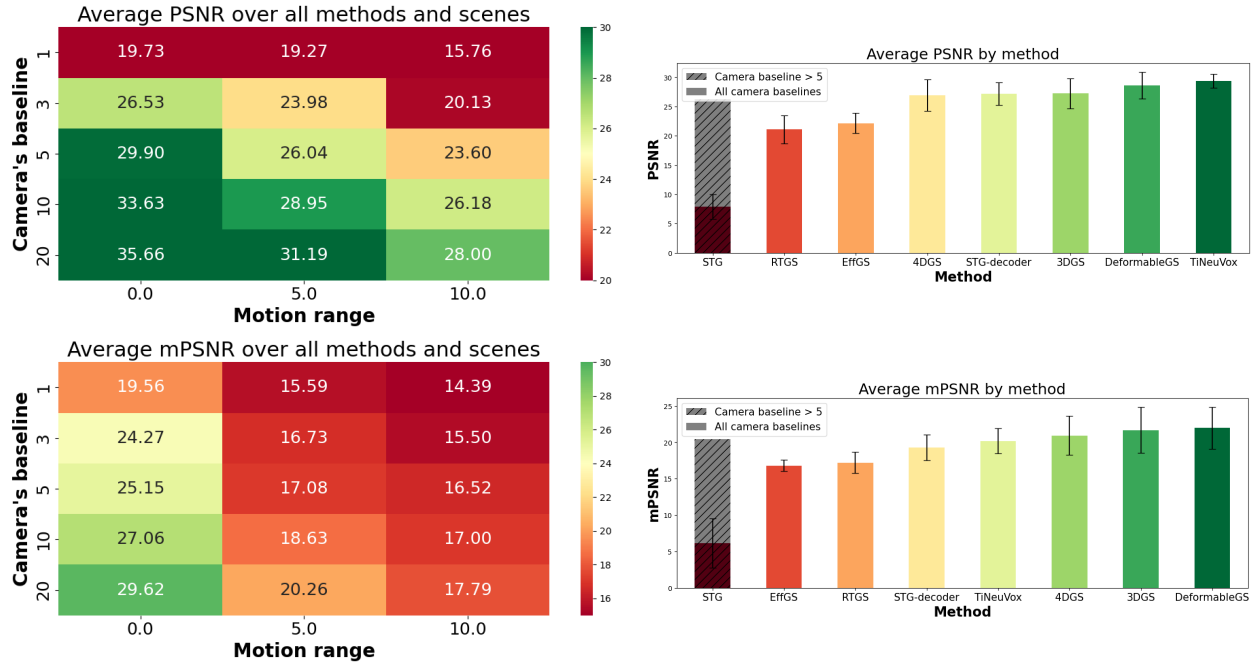 Average PSNR over all methods and scenes
Camera's baseline
1 19.73 19.27 15.76
3 26.53 23.98 20.13
5 29.90 26.04 23.60
10 33.63 28.95 26.18
20 35.66 31.19 28.00
0.0 5.0 10.0
Motion range
30
28
26
24
22
20
Average PSNR by method
PSNR
30
25
20
15
10
5
0
Camera baseline > 5
All camera baselines
STG RTGS EffGS 4DGS STG-decoder 3DGS DeformableGS TiNeuVox
Method
Average mPSNR over all methods and scenes
Camera's baseline
1 19.56 15.59 14.39
3 24.27 16.73 15.50
5 25.15 17.08 16.52
10 27.06 18.63 17.00
20 29.62 20.26 17.79
0.0 5.0 10.0
Motion range
30
28
26
24
22
20
18
16
Average mPSNR by method
mPSNR
25
20
15
10
5
0
Camera baseline > 5
All camera baselines
STG EffGS RTGS STG-decoder TiNeuVox 4DGS 3DGS DeformableGS
Method